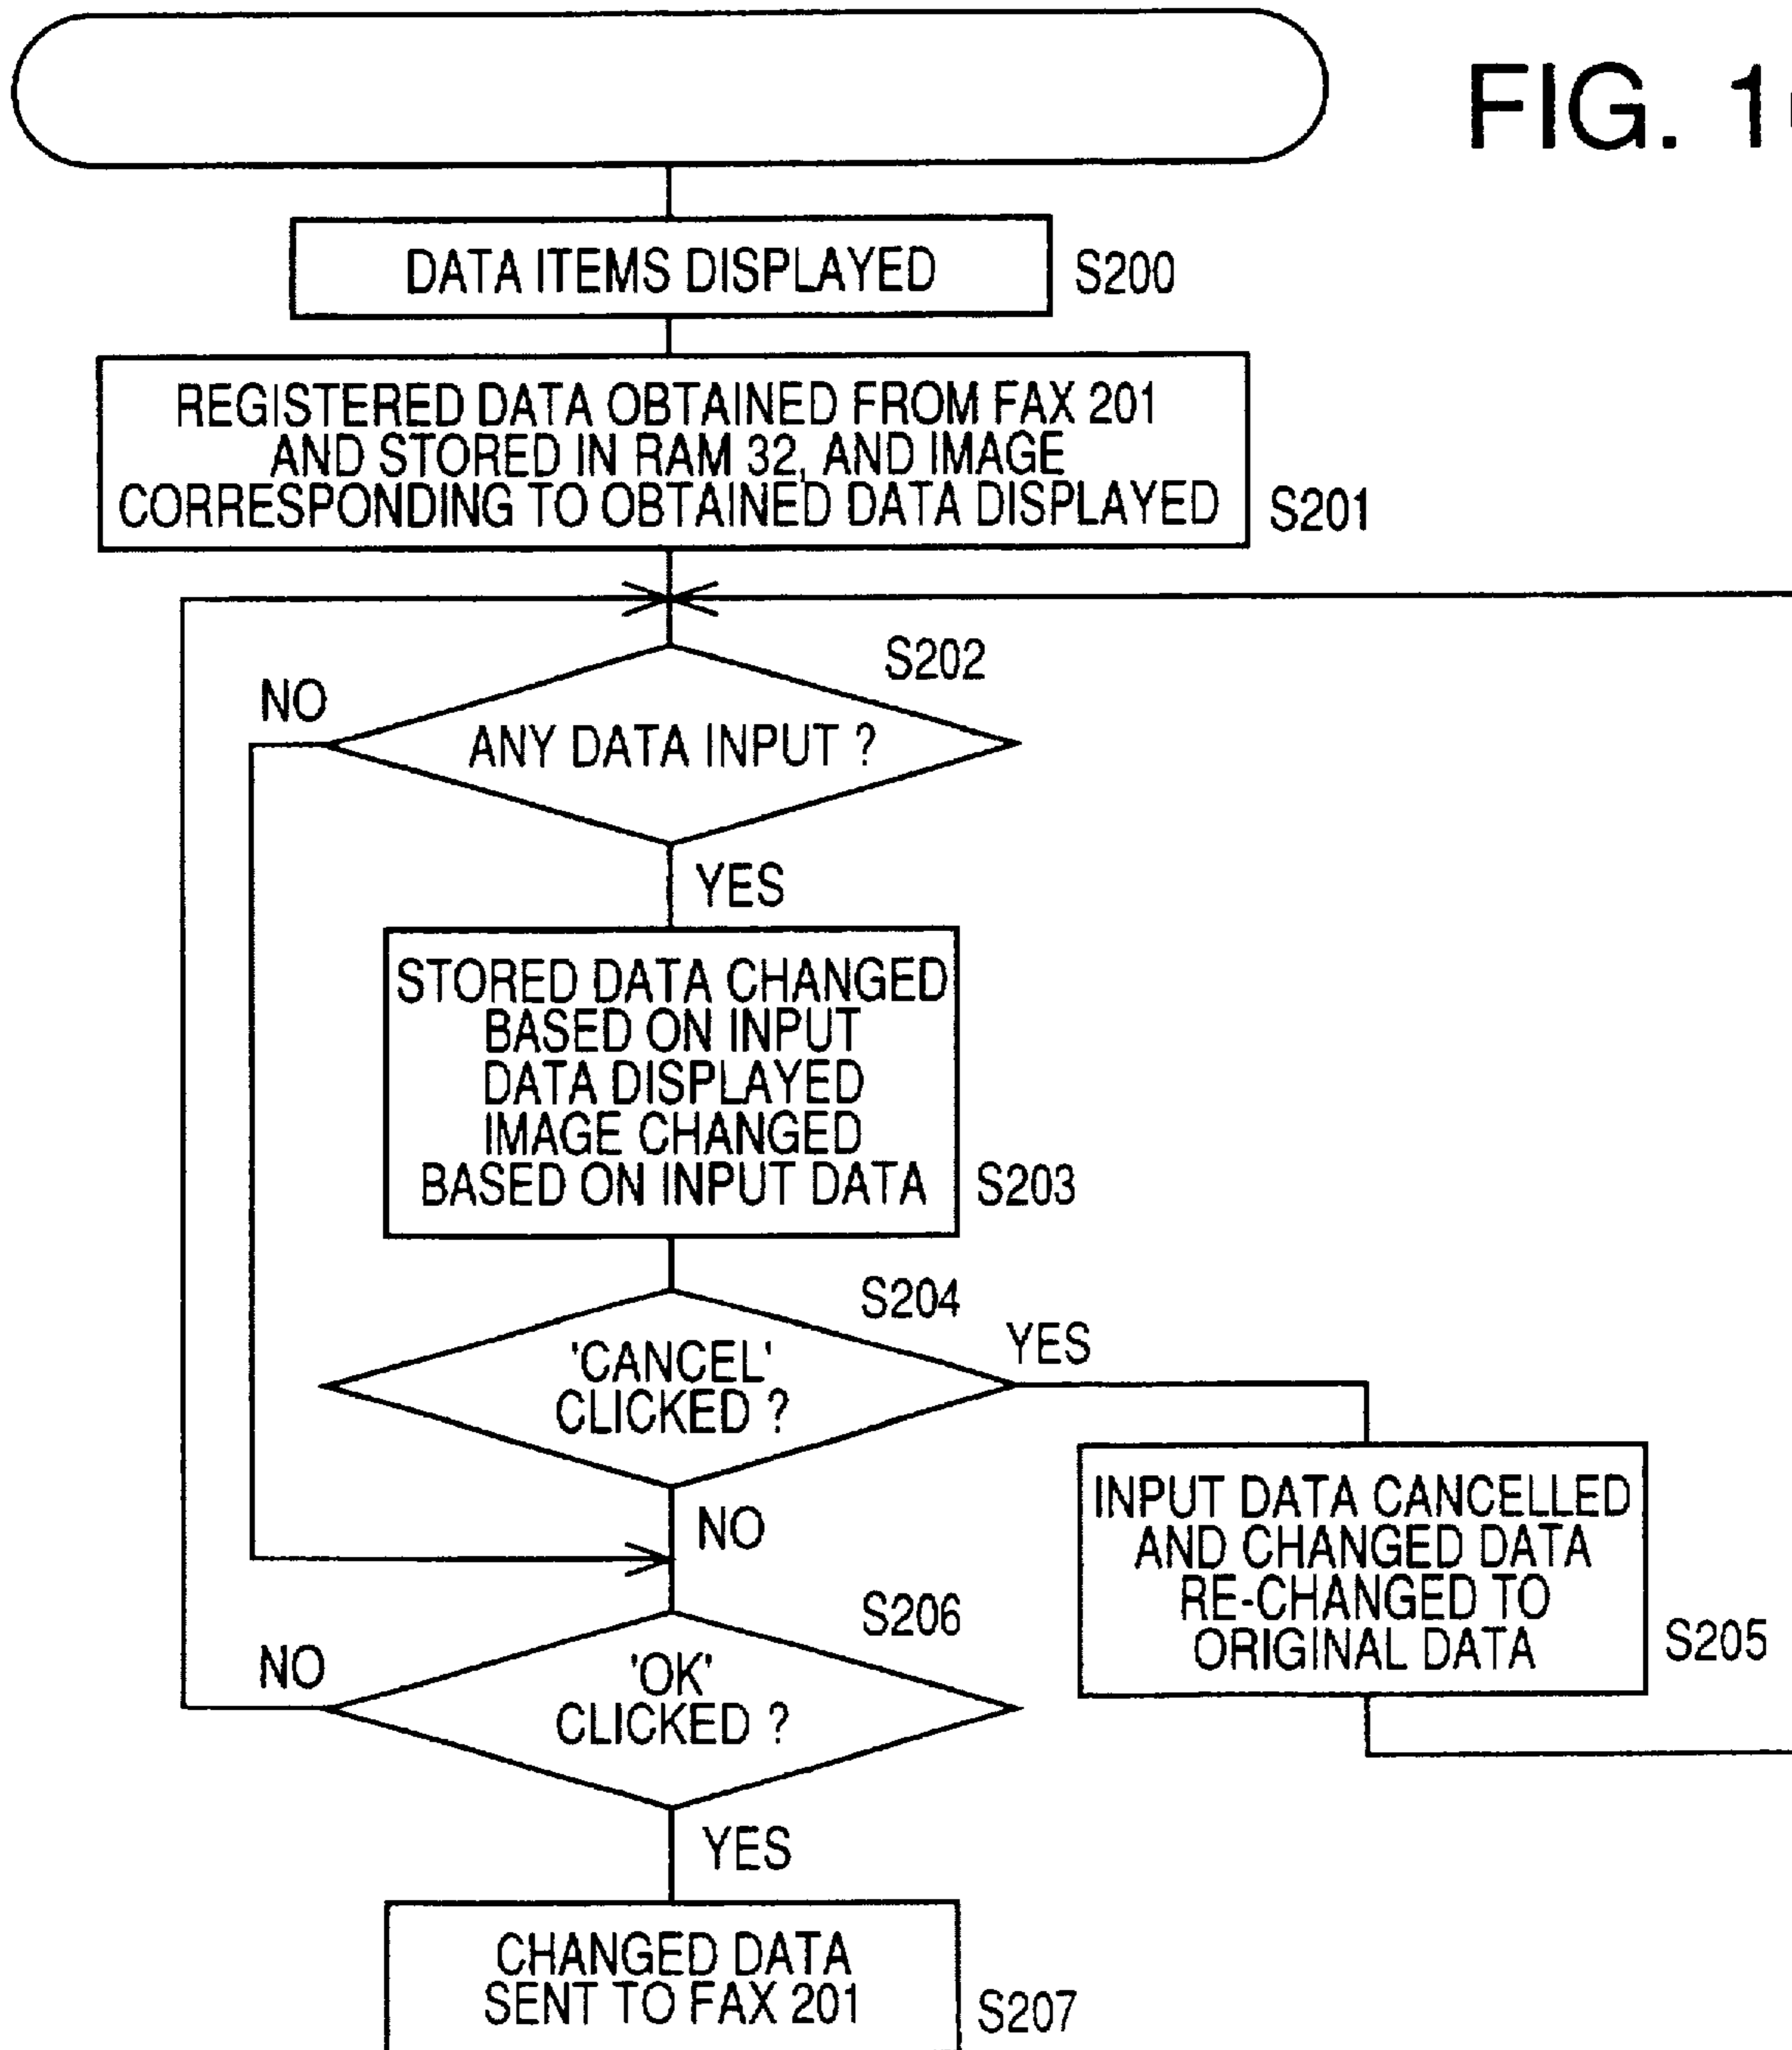 FIG. 1
DATA ITEMS DISPLAYED
S200
REGISTERED DATA OBTAINED FROM FAX 201
AND STORED IN RAM 32, AND IMAGE
CORRESPONDING TO OBTAINED DATA DISPLAYED
S201
S202
NO
ANY DATA INPUT ?
YES
STORED DATA CHANGED
BASED ON INPUT
DATA DISPLAYED
IMAGE CHANGED
BASED ON INPUT DATA
S203
S204
'CANCEL'
CLICKED ?
YES
NO
INPUT DATA CANCELLED
AND CHANGED DATA
RE-CHANGED TO
ORIGINAL DATA
S205
S206
NO
'OK'
CLICKED ?
YES
CHANGED DATA
SENT TO FAX 201
S207